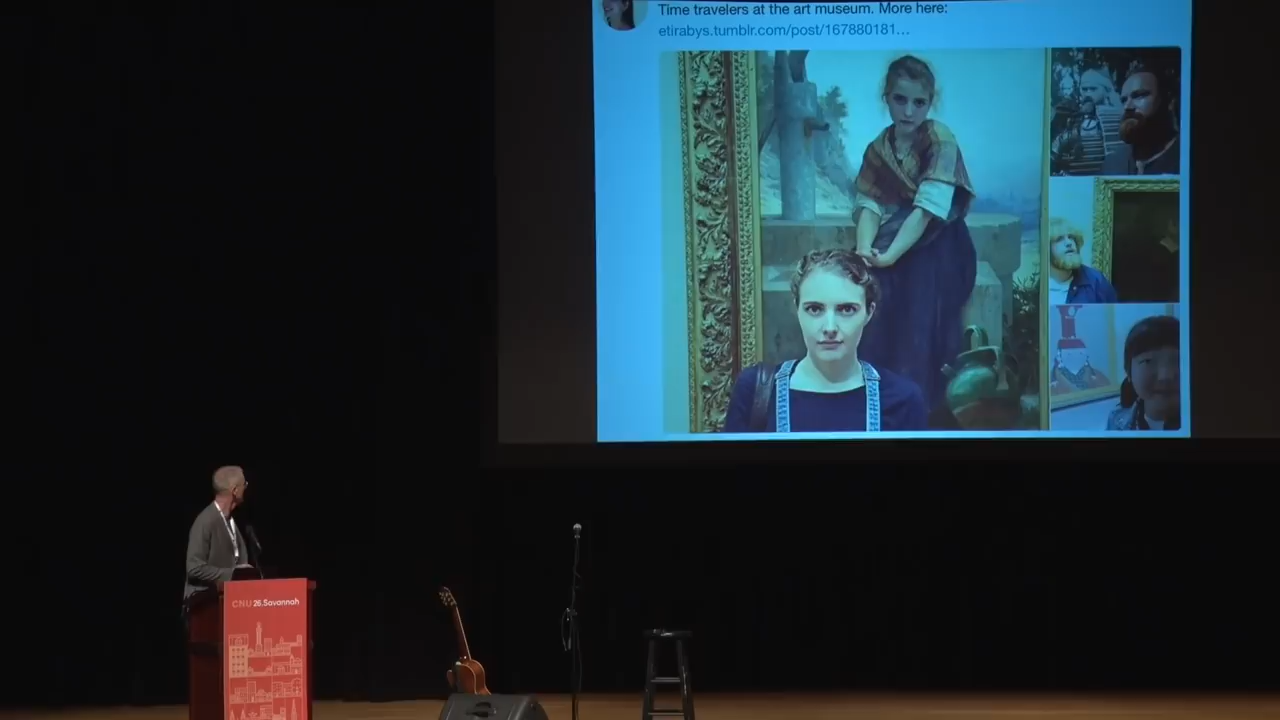 Time travelers at the art museum. More here:
etirabys.tumblr.com/post/167880181...
CNU 26.Savannah